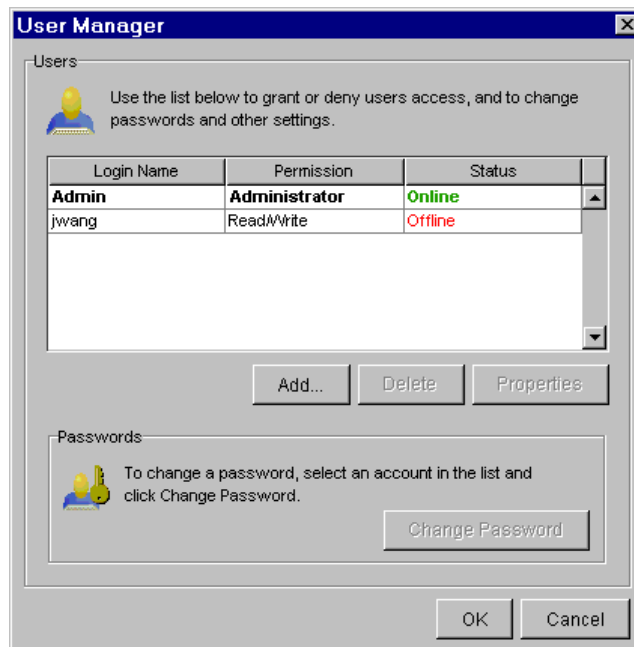 User Manager
Users
Use the list below to grant or deny users access, and to change
passwords and other settings.
Login Name Permission Status
Admin Administrator Online
jwang Read/Write Offline
Add... Delete Properties
Passwords
To change a password, select an account in the list and
click Change Password.
Change Password
OK Cancel